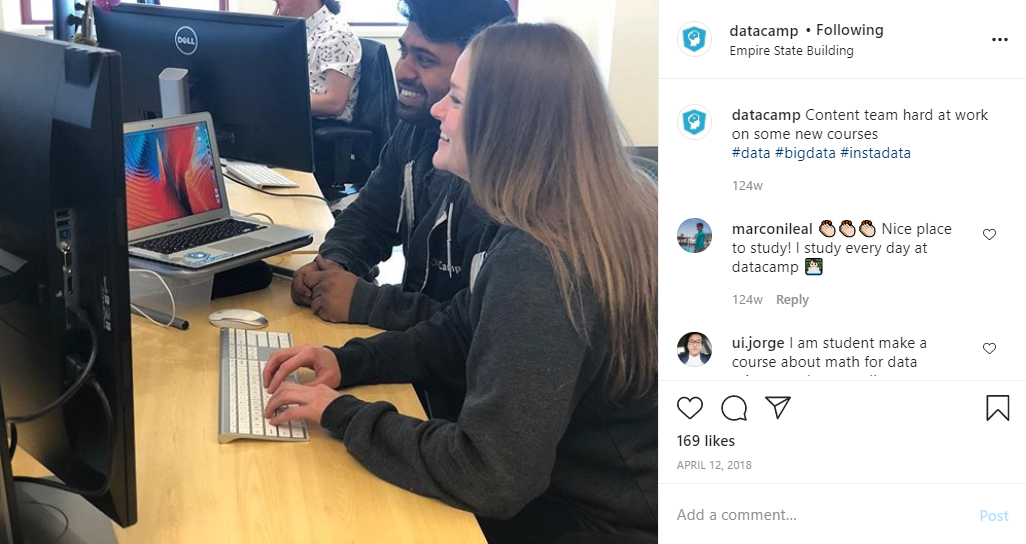 DELL
Camp
datacamp • Following
Empire State Building
datacamp Content team hard at work
on some new courses
#data #bigdata #instadata
124w
marconileal 👏👏👏 Nice place
to study! I study every day at
datacamp 👨‍🎓
124w Reply
ui.jorge I am student make a
course about math for data
169 likes
APRIL 12, 2018
Add a comment...
Post